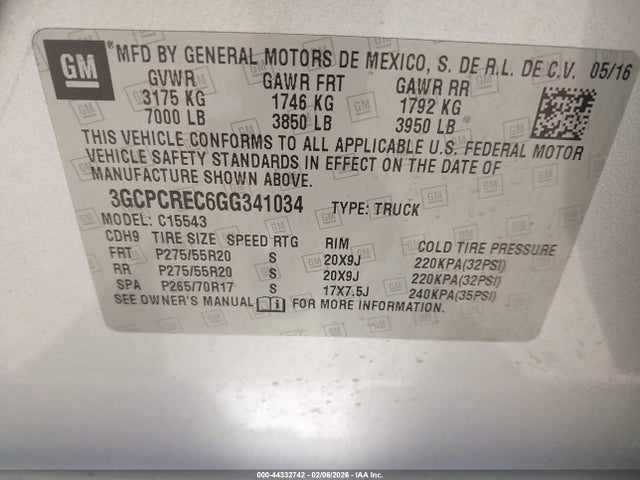 GM
MFD BY GENERAL MOTORS DE MEXICO, S. DE R.L. DE C.V. 05/16
GVWR GAWR FRT GAWR RR
3175 KG 1746 KG 1792 KG
7000 LB 3850 LB 3950 LB
THIS VEHICLE CONFORMS TO ALL APPLICABLE U.S. FEDERAL MOTOR
VEHICLE SAFETY STANDARDS IN EFFECT ON THE DATE OF
MANUFACTURE SHOWN ABOVE.
3GCPCREC6GG341034 TYPE: TRUCK
MODEL: C15543
CDH9 TIRE SIZE SPEED RTG RIM COLD TIRE PRESSURE
FRT P275/55R20 S 20X9J 220KPA(32PSI)
RR P275/55R20 S 20X9J 220KPA(32PSI)
SPA P265/70R17 S 17X7.5J 240KPA(35PSI)
SEE OWNER'S MANUAL FOR MORE INFORMATION.
000-44332742 | 02/06/2026 | IAA Inc.